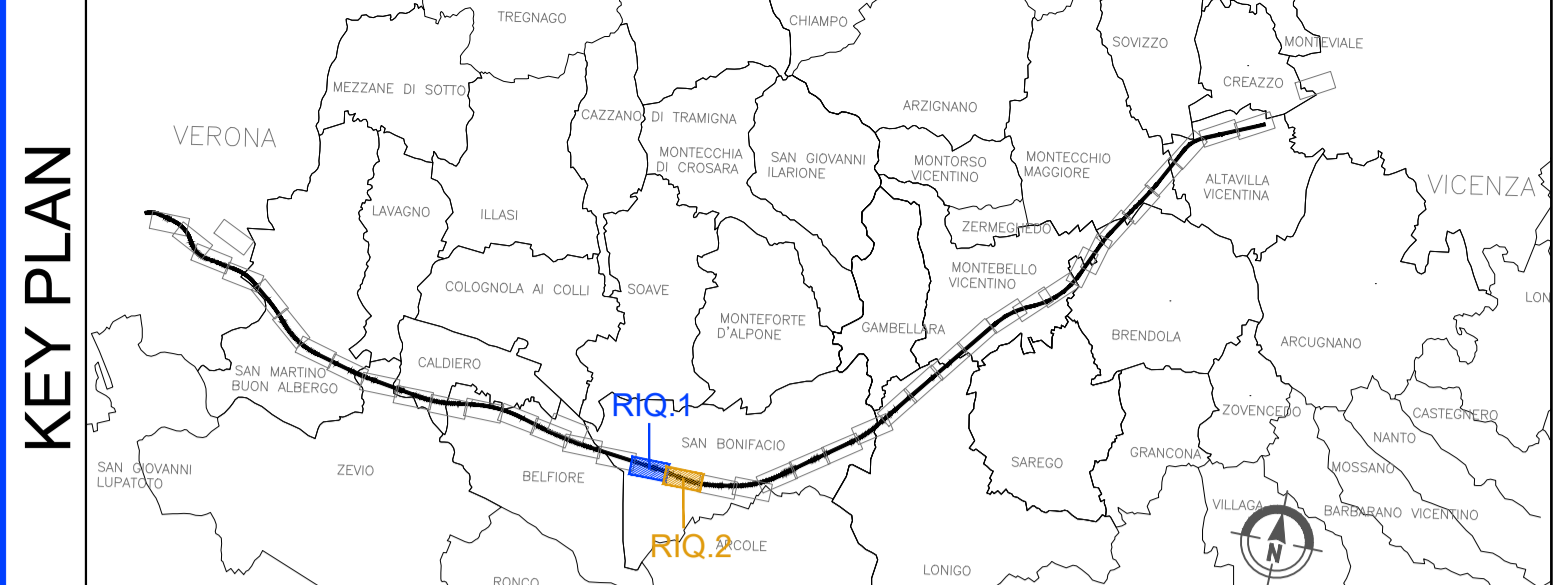 KEY PLAN
TREGNAGO
CHIAMPO
SOVIZZO
MONTEVIALE
CREAZZO
MEZZANE DI SOTTO
CAZZANO DI TRAMIGNA
ARZIGNANO
VERONA
MONTECCHIA
DI CROSARA
SAN GIOVANNI
ILARIONE
MONTORSO
VICENTINO
MONTECCHIO
MAGGIORE
ALTAVILLA
VICENTINA
VICENZA
LAVAGNO
ILLASI
ZERMEGHEDO
COLOGNOLA AI COLLI
SOAVE
MONTEBELLO
VICENTINO
LON
MONTEFORTE
D'ALPONE
GAMBELLARA
BRENDOLA
ARCUGNANO
SAN MARTINO
BUON ALBERGO
CALDIERO
RIQ.1
ZOVENCEDO
CASTEGNERO
SAN BONIFACIO
NANTO
SAN GIOVANNI
LUPATOTO
ZEVIO
BELFIORE
SAREGO
GRANCONA
MOSSANO
VILLAGA
BARBARANO VICENTINO
RIQ.2
ARCOLE
N
LONIGO
RONCO